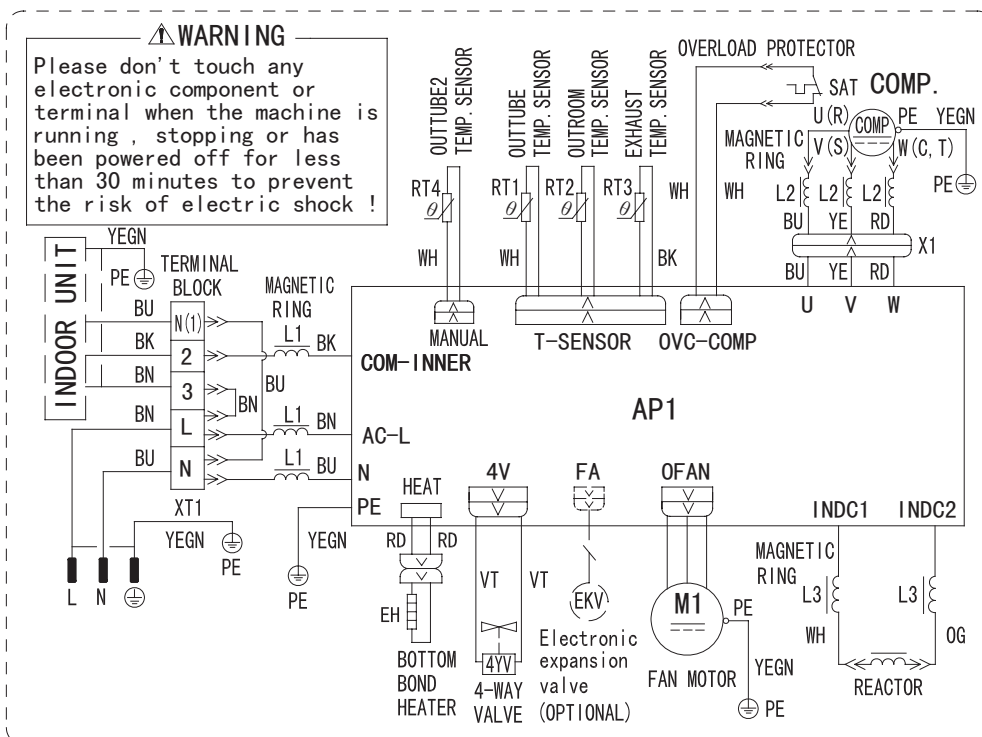 WARNING
Please don't touch any
electronic component or
terminal when the machine is
running , stopping or has
been powered off for less
than 30 minutes to prevent
the risk of electric shock !
OUTTUBE2
TEMP. SENSOR
OUTTUBE
TEMP. SENSOR
OUTROOM
TEMP. SENSOR
EXHAUST
TEMP. SENSOR
OVERLOAD PROTECTOR
SAT COMP.
U(R)
COMP
PE
YEGN
MAGNETIC
RING
V(S)
W(C, T)
PE
RT4
θ
RT1
θ
RT2
θ
RT3
θ
WH
WH
L2
L2
L2
BU
YE
RD
X1
WH
WH
BK
BU
YE
RD
U
V
W
MANUAL
T-SENSOR
OVC-COMP
INDOOR UNIT
YEGN
PE
TERMINAL
BLOCK
MAGNETIC
RING
BU
N(1)
BK
2
L1
BK
COM-INNER
BN
3
BU
BN
BN
L
L1
BN
AC-L
BU
N
L1
BU
N
XT1
PE
YEGN
PE
YEGN
PE
L
N
AP1
HEAT
4V
FA
OFAN
INDC1
INDC2
RD
RD
EH
BOTTOM
BOND
HEATER
VT
VT
4YV
4-WAY
VALVE
EKV
Electronic
expansion
valve
(OPTIONAL)
M1
PE
YEGN
FAN MOTOR
PE
MAGNETIC
RING
L3
L3
WH
OG
REACTOR